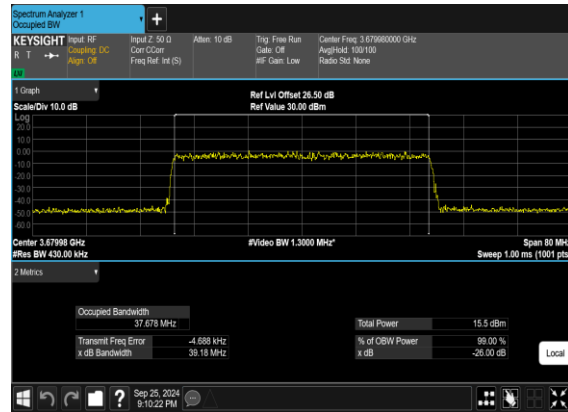 Spectrum Analyzer 1
Occupied BW
+
KEYSIGHT
R T
LU
Input: RF
Coupling: DC
Align: Off
Input Z: 50 Ω
Corr CCorr
Freq Ref: Int (S)
Atten: 10 dB
Trig: Free Run
Gate: Off
#IF Gain: Low
Center Freq: 3.679980000 GHz
Avg|Hold: 100/100
Radio Std: None
1 Graph
Scale/Div 10.0 dB
Ref Lvl Offset 26.50 dB
Ref Value 30.00 dBm
Log
20.0
10.0
0.00
-10.0
-20.0
-30.0
-40.0
-50.0
-60.0
Center 3.67998 GHz
#Res BW 430.00 kHz
#Video BW 1.3000 MHz*
Span 80 MHz
Sweep 1.00 ms (1001 pts)
2 Metrics
Occupied Bandwidth
37.678 MHz
Transmit Freq Error -4.688 kHz
x dB Bandwidth 39.18 MHz
Total Power 15.5 dBm
% of OBW Power 99.00 %
x dB -26.00 dB
Local
?
Sep 25, 2024
9:10:22 PM